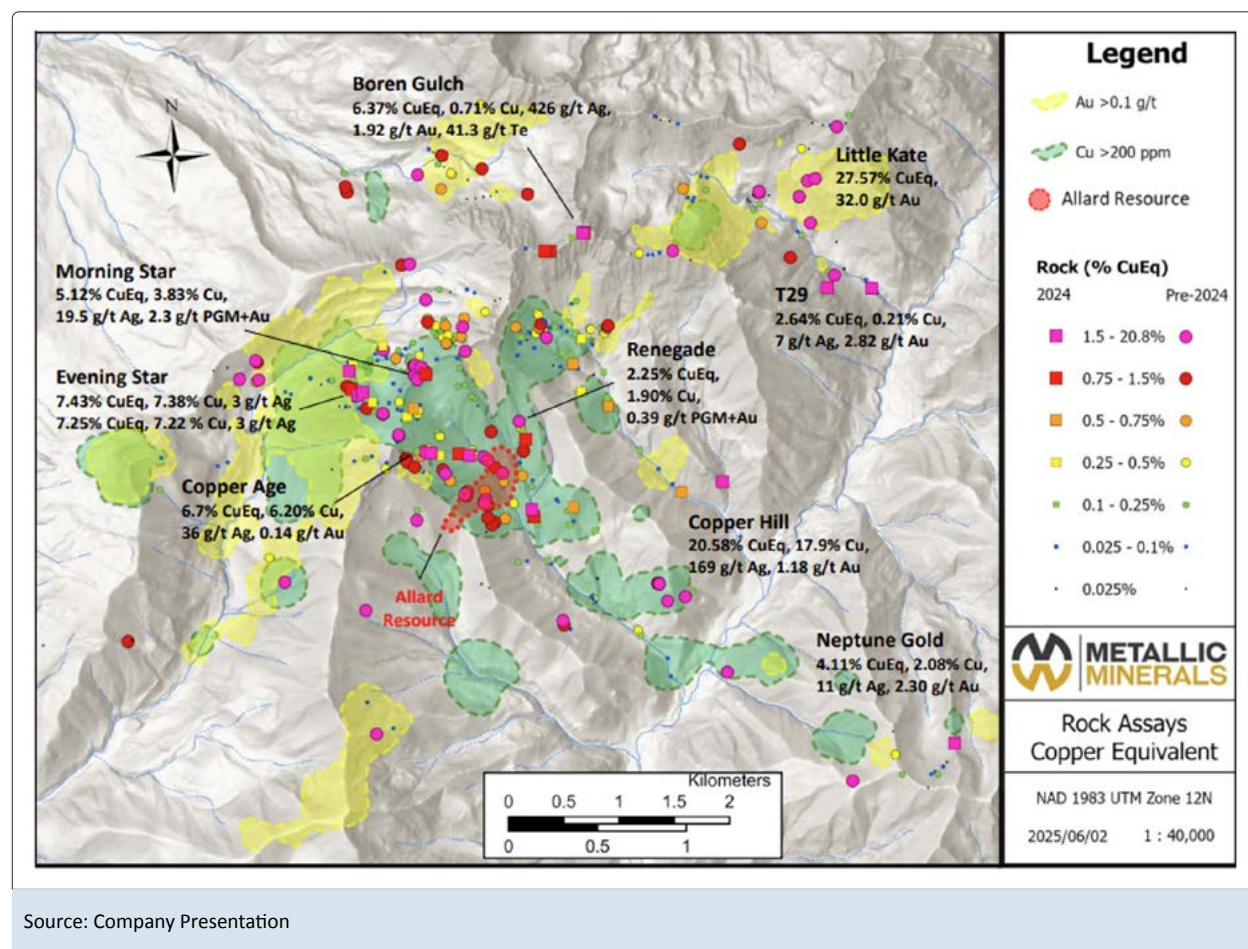 N
Boren Gulch
6.37% CuEq, 0.71% Cu, 426 g/t Ag,
1.92 g/t Au, 41.3 g/t Te
Little Kate
27.57% CuEq,
32.0 g/t Au
Morning Star
5.12% CuEq, 3.83% Cu,
19.5 g/t Ag, 2.3 g/t PGM+Au
T29
2.64% CuEq, 0.21% Cu,
7 g/t Ag, 2.82 g/t Au
Renegade
2.25% CuEq,
1.90% Cu,
0.39 g/t PGM+Au
Evening Star
7.43% CuEq, 7.38% Cu, 3 g/t Ag
7.25% CuEq, 7.22 % Cu, 3 g/t Ag
Copper Age
6.7% CuEq, 6.20% Cu,
36 g/t Ag, 0.14 g/t Au
Copper Hill
20.58% CuEq, 17.9% Cu,
169 g/t Ag, 1.18 g/t Au
Allard
Resource
Neptune Gold
4.11% CuEq, 2.08% Cu,
11 g/t Ag, 2.30 g/t Au
Kilometers
0 0.5 1 1.5 2
0 0.5 1
Legend
Au >0.1 g/t
Cu >200 ppm
Allard Resource
Rock (% CuEq)
2024 Pre-2024
1.5 - 20.8%
0.75 - 1.5%
0.5 - 0.75%
0.25 - 0.5%
0.1 - 0.25%
0.025 - 0.1%
0.025%
METALLIC
MINERALS
Rock Assays
Copper Equivalent
NAD 1983 UTM Zone 12N
2025/06/02 1 : 40,000
Source: Company Presentation